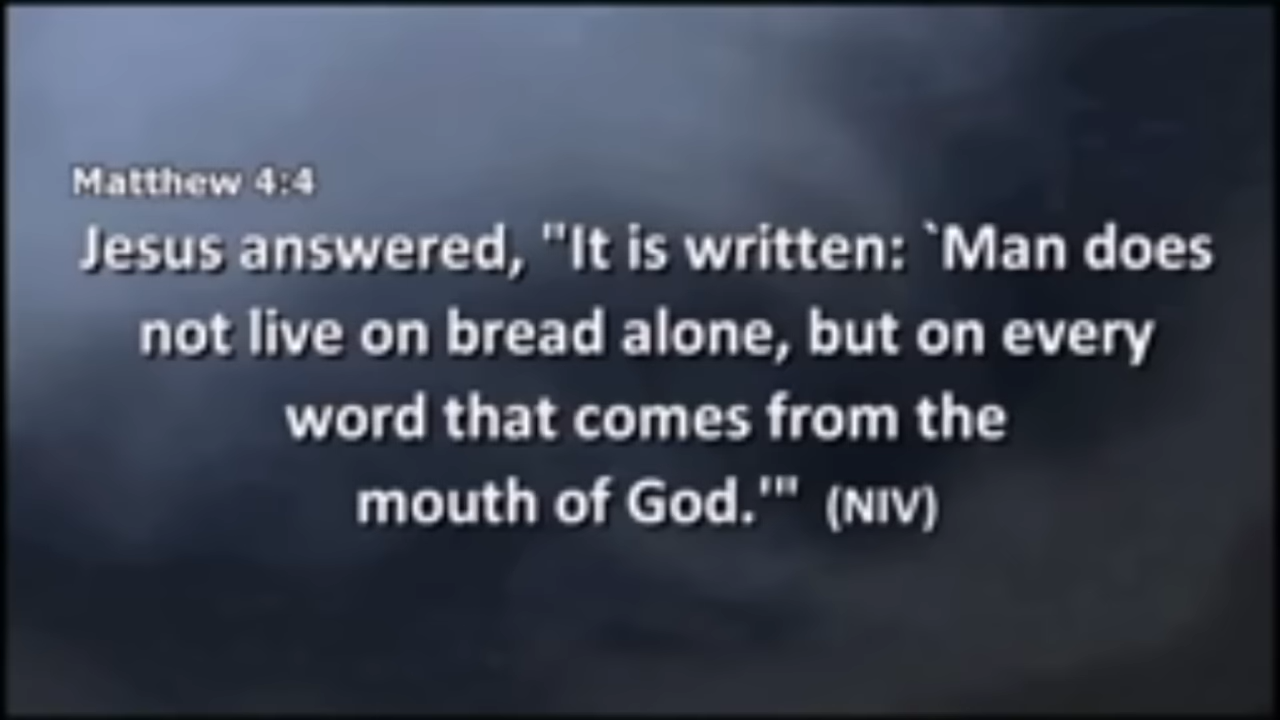 Matthew 4:4
Jesus answered, "It is written: `Man does
not live on bread alone, but on every
word that comes from the
mouth of God.'" (NIV)